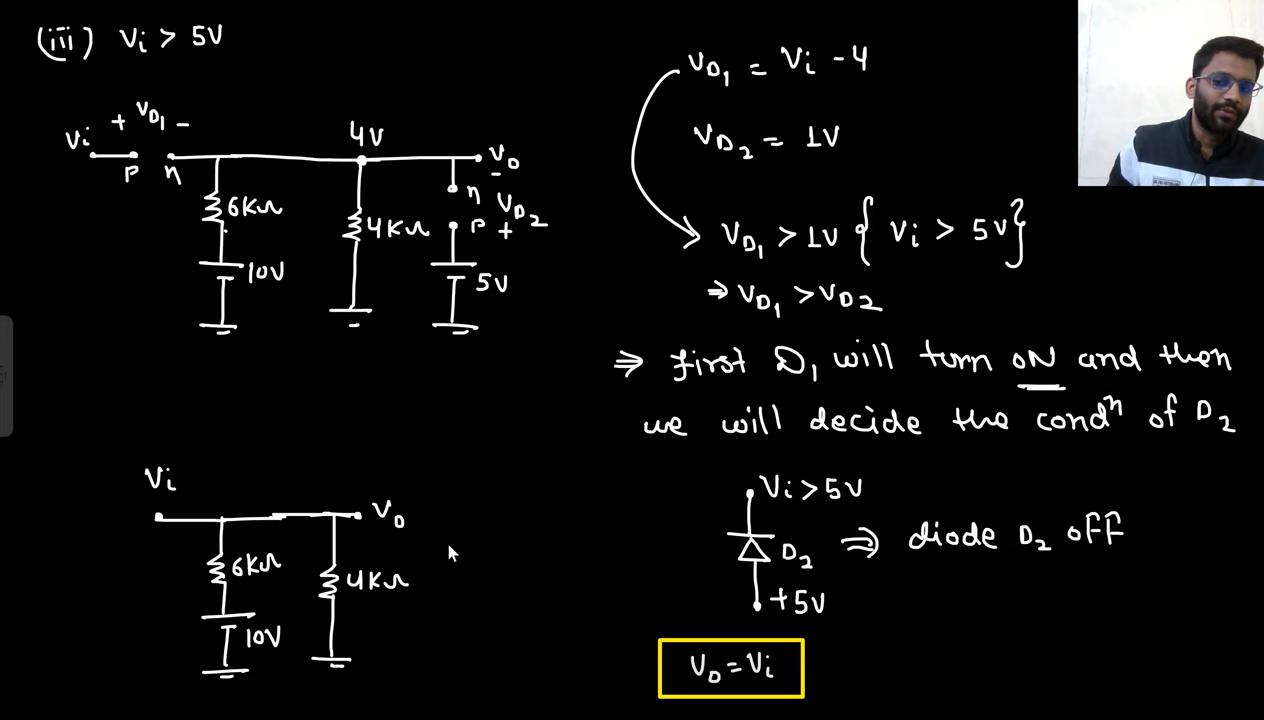 (iii) Vi > 5V
+ VD1 -
Vi
P n
4V
VO
6KΩ
10V
4KΩ
n
-
VD2
P +
5V
VD1 = Vi - 4
VD2 = 1V
VD1 > 1V { Vi > 5V }
⇒ VD1 > VD2
⇒ first D1 will turn ON and then
we will decide the condn of D2
Vi
VO
6KΩ
10V
4KΩ
Vi > 5V
D2 ⇒ diode D2 off
+5V
VO = Vi